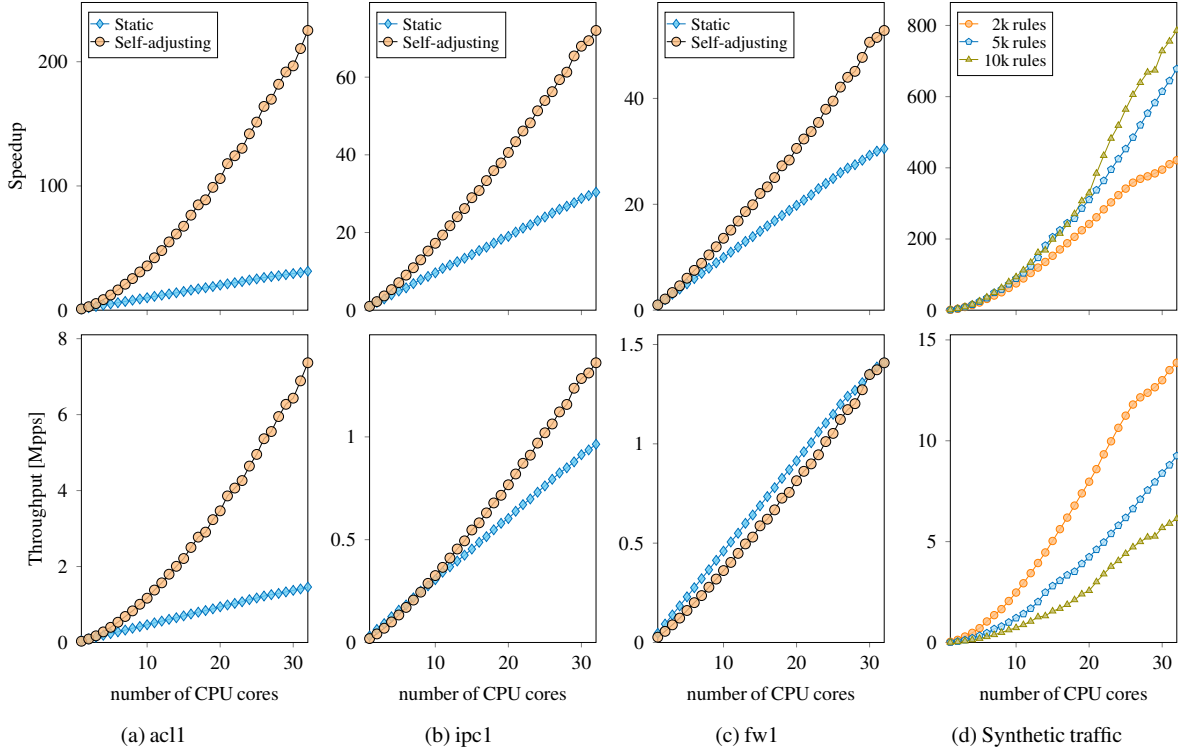 Static
Self-adjusting
200
100
0
Speedup
Static
Self-adjusting
60
40
20
0
Static
Self-adjusting
40
20
0
2k rules
5k rules
10k rules
800
600
400
200
0
8
6
4
2
0
Throughput [Mpps]
10 20 30
number of CPU cores
(a) acl1
1
0.5
0
10 20 30
number of CPU cores
(b) ipc1
1.5
1
0.5
0
10 20 30
number of CPU cores
(c) fw1
15
10
5
0
10 20 30
number of CPU cores
(d) Synthetic traffic